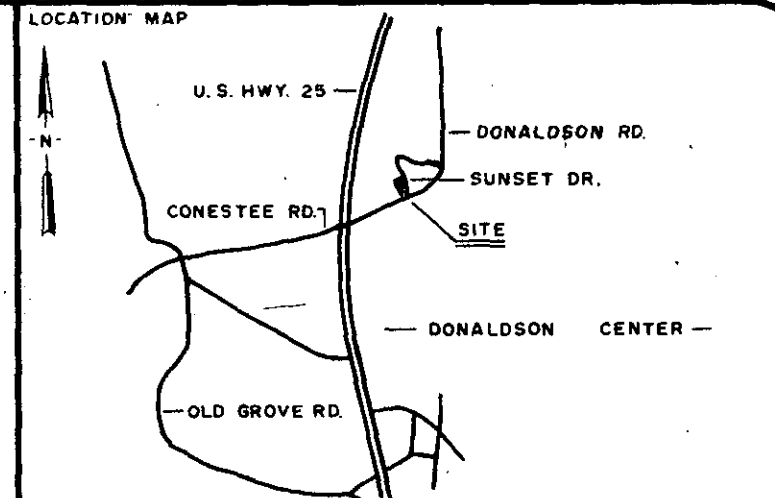 LOCATION MAP
U.S. HWY. 25
-N-
DONALDSON RD.
SUNSET DR.
CONESTEE RD.
SITE
DONALDSON CENTER
OLD GROVE RD.